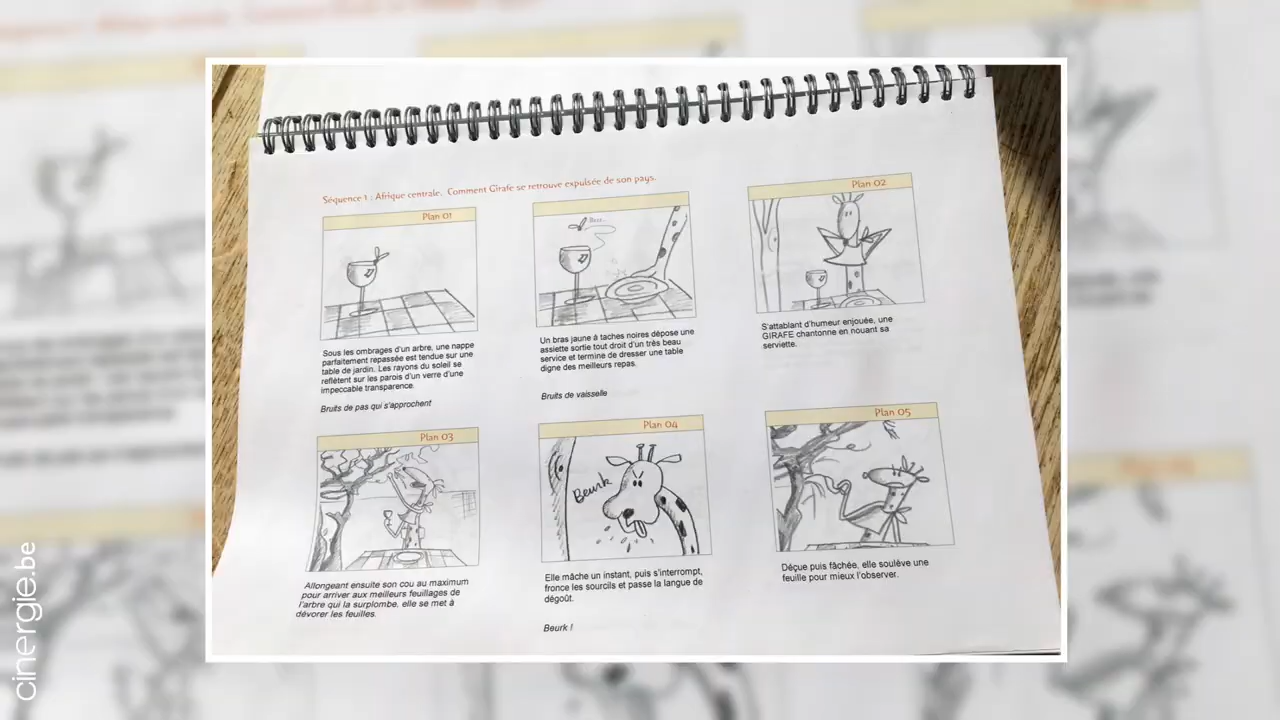 Séquence 1 : Afrique centrale. Comment Girafe se retrouve expulsée de son pays.
Plan 01
Sous les ombrages d'un arbre, une nappe
parfaitement repassée est tendue sur une
table de jardin. Les rayons du soleil se
reflètent sur les parois d'un verre d'une
impeccable transparence.
Bruits de pas qui s'approchent
Un bras jaune à taches noires dépose une
assiette sortie tout droit d'un très beau
service et termine de dresser une table
digne des meilleurs repas.
Bruits de vaisselle
Plan 02
S'attablant d'humeur enjouée, une
GIRAFE chantonne en nouant sa
serviette.
Plan 03
Allongeant ensuite son cou au maximum
pour arriver aux meilleurs feuillages de
l'arbre qui la surplombe, elle se met à
dévorer les feuilles.
Plan 04
Beurk
Elle mâche un instant, puis s'interrompt,
fronce les sourcils et passe la langue de
dégoût.
Beurk !
Plan 05
Déçue puis fâchée, elle soulève une
feuille pour mieux l'observer.
cinergie.be